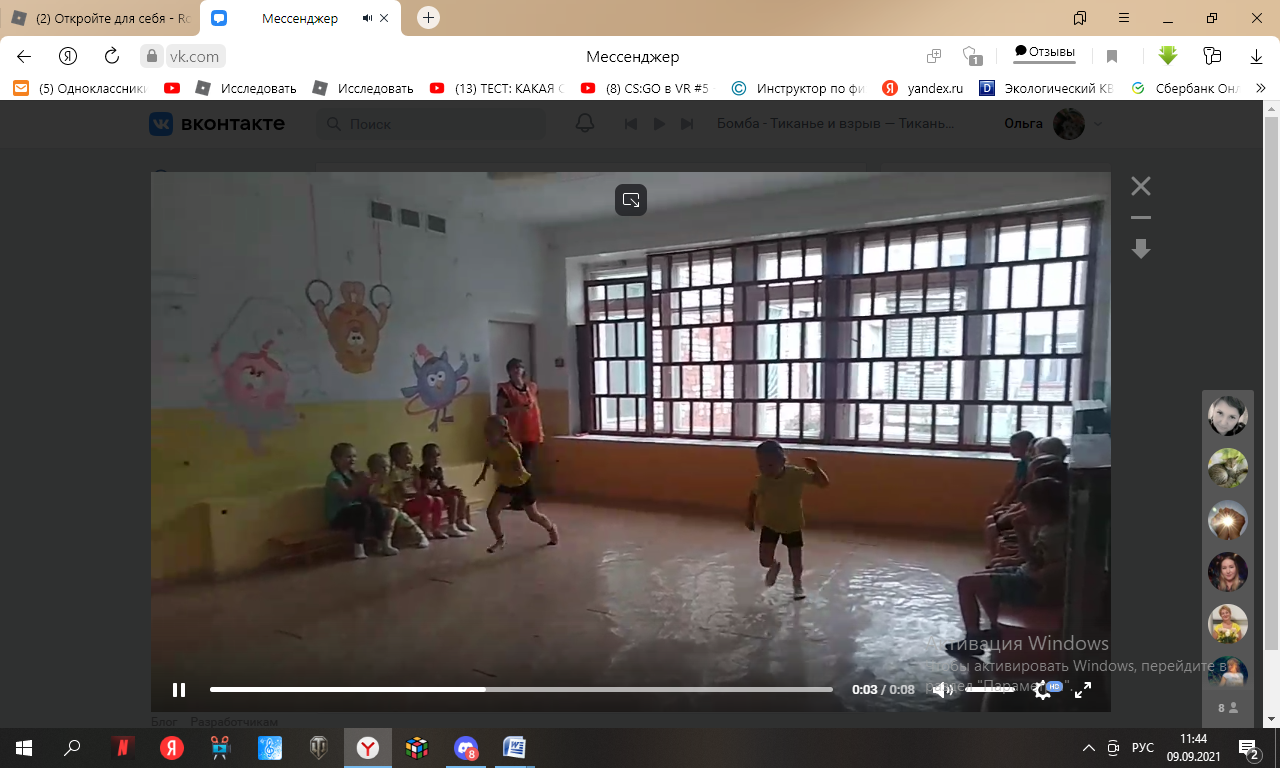 (2) Откройте для себя - Ro
Мессенджер
vk.com
Мессенджер
1
Отзывы
(5) Одноклассники
Исследовать
Исследовать
(13) ТЕСТ: КАКАЯ С
(8) CS:GO в VR #5 -
Инструктор по фи
yandex.ru
Экологический КВ
Сбербанк Онл
вконтакте
Поиск
Бомба - Тиканье и взрыв — Тикань...
Ольга
Активация Windows
Чтобы активировать Windows, перейдите в
раздел "Параметры".
0:03 / 0:08
HD
8
Блог Разработчикам
8
РУС
11:44
09.09.2021
2